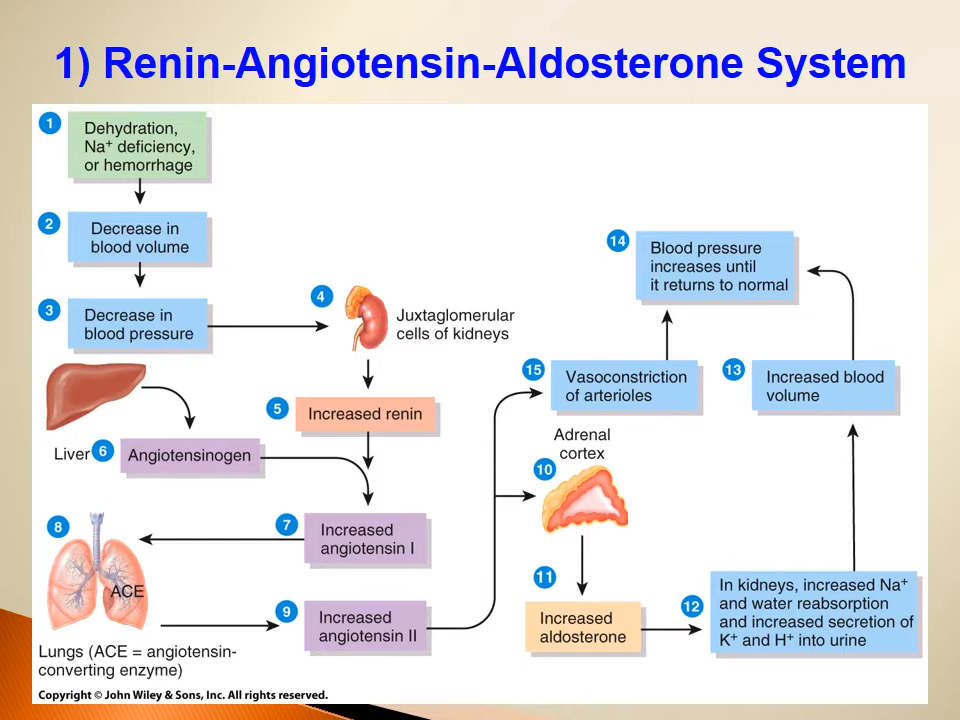 1) Renin-Angiotensin-Aldosterone System
1
Dehydration,
Na⁺ deficiency,
or hemorrhage
2
Decrease in
blood volume
3
Decrease in
blood pressure
4
Juxtaglomerular
cells of kidneys
5
Increased renin
Liver
6
Angiotensinogen
7
Increased
angiotensin I
8
ACE
Lungs (ACE = angiotensin-
converting enzyme)
9
Increased
angiotensin II
Adrenal
cortex
10
11
Increased
aldosterone
12
In kidneys, increased Na⁺
and water reabsorption
and increased secretion of
K⁺ and H⁺ into urine
13
Increased blood
volume
14
Blood pressure
increases until
it returns to normal
15
Vasoconstriction
of arterioles
Copyright © John Wiley & Sons, Inc. All rights reserved.